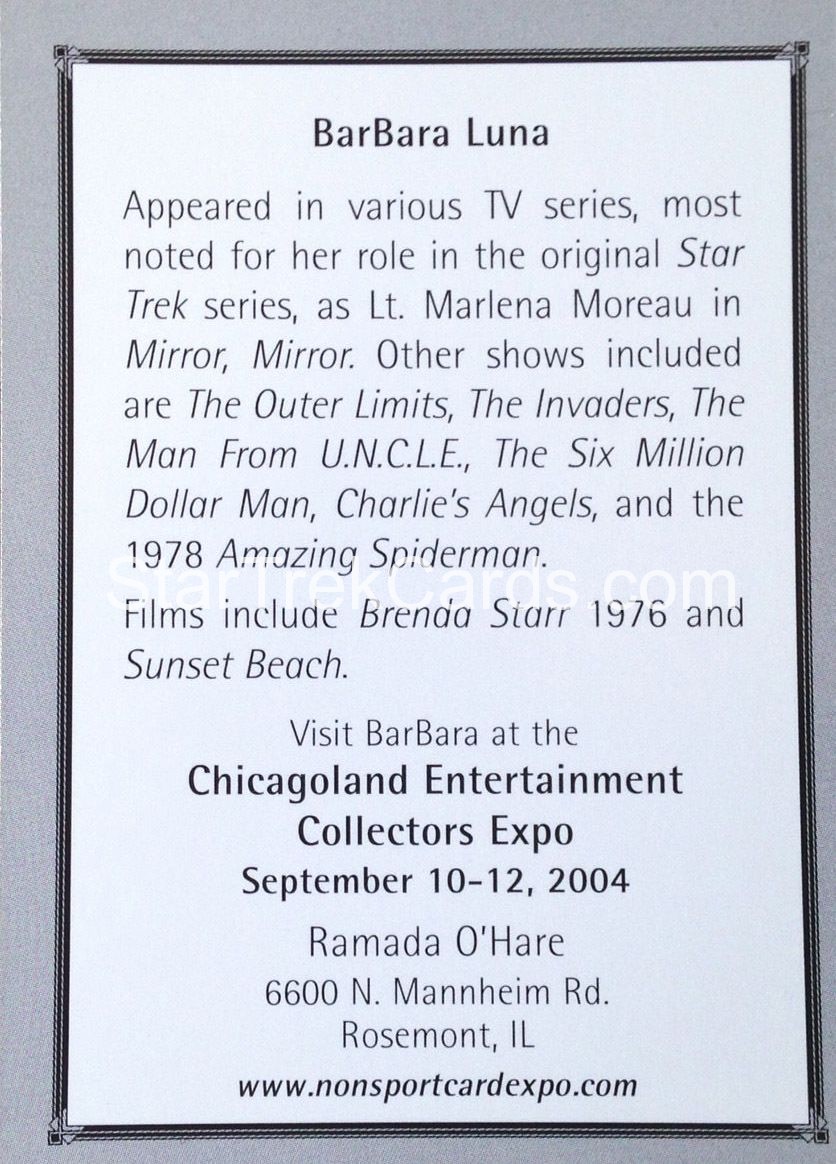 BarBara Luna
Appeared in various TV series, most
noted for her role in the original Star
Trek series, as Lt. Marlena Moreau in
Mirror, Mirror. Other shows included
are The Outer Limits, The Invaders, The
Man From U.N.C.L.E., The Six Million
Dollar Man, Charlie's Angels, and the
1978 Amazing Spiderman.
StarTrekCards.com
Films include Brenda Starr 1976 and
Sunset Beach.
Visit BarBara at the
Chicagoland Entertainment
Collectors Expo
September 10-12, 2004
Ramada O'Hare
6600 N. Mannheim Rd.
Rosemont, IL
www.nonsportcardexpo.com